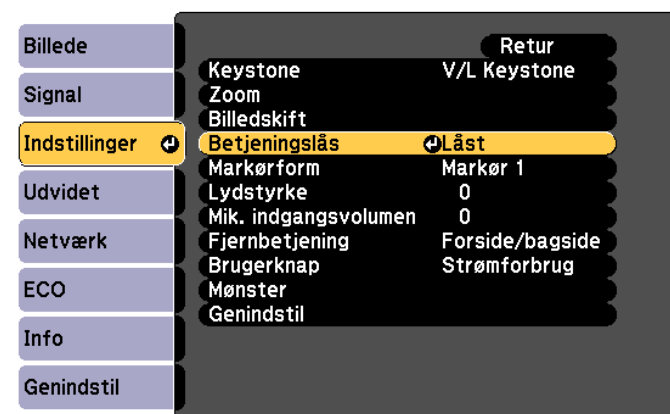 Billede
Signal
Indstillinger
Udvidet
Netværk
ECO
Info
Genindstil
Retur
Keystone V/L Keystone
Zoom
Billedskift
Betjeningslås Låst
Markørform Markør 1
Lydstyrke 0
Mik. indgangsvolumen 0
Fjernbetjening Forside/bagside
Brugerknap Strømforbrug
Mønster
Genindstil